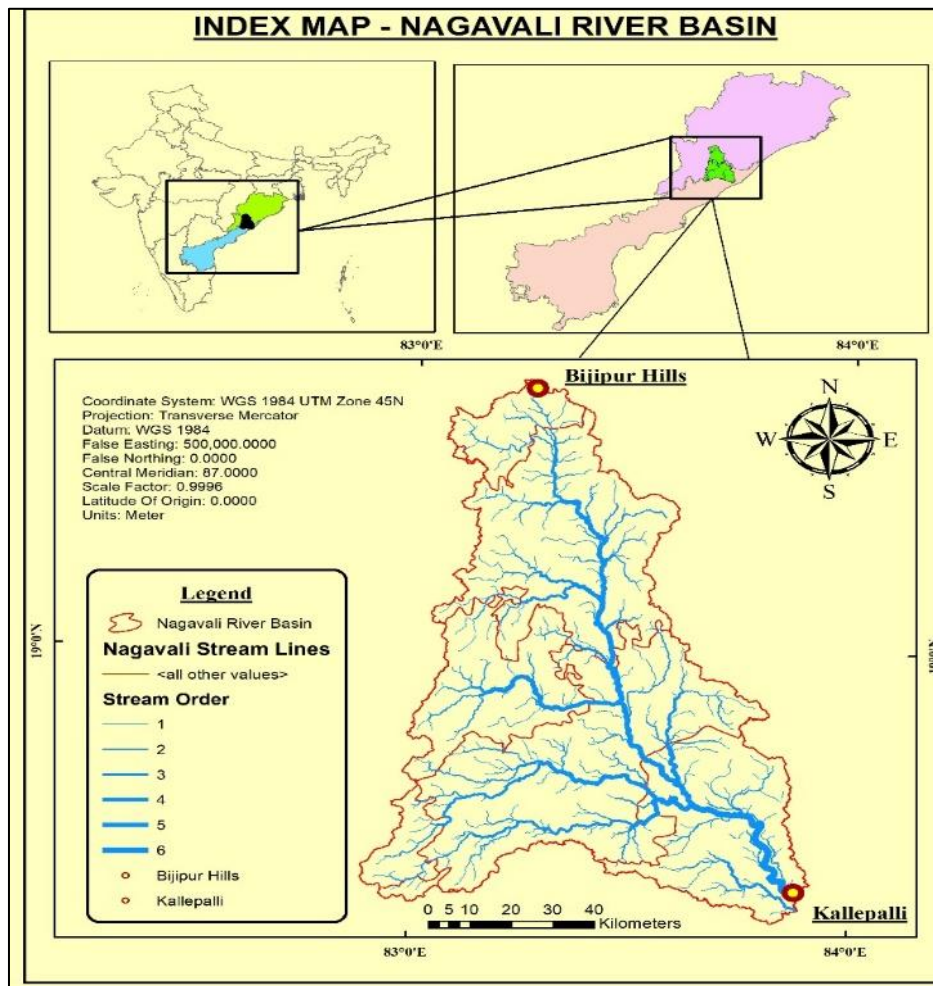 INDEX MAP - NAGAVALI RIVER BASIN
83°0'E
84°0'E
Bijipur Hills
Coordinate System: WGS 1984 UTM Zone 45N
Projection: Transverse Mercator
Datum: WGS 1984
False Easting: 500,000.0000
False Northing: 0.0000
Central Meridian: 87.0000
Scale Factor: 0.9996
Latitude Of Origin: 0.0000
Units: Meter
N
W
E
S
Legend
Nagavali River Basin
Nagavali Stream Lines
<all other values>
Stream Order
1
2
3
4
5
6
Bijipur Hills
Kallepalli
19°0'N
19°0'N
0 5 10 20 30 40
Kilometers
Kallepalli
83°0'E
84°0'E